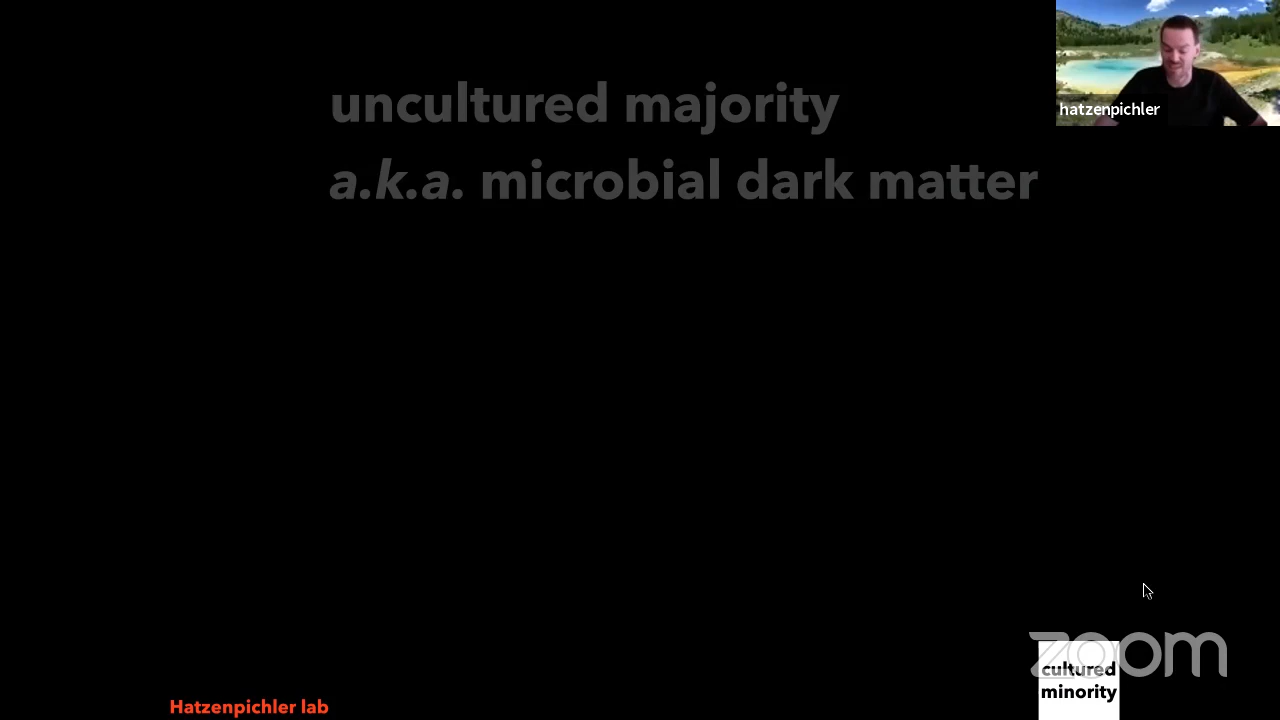 uncultured majority
a.k.a. microbial dark matter
hatzenpichler
zoom
cultured
minority
Hatzenpichler lab